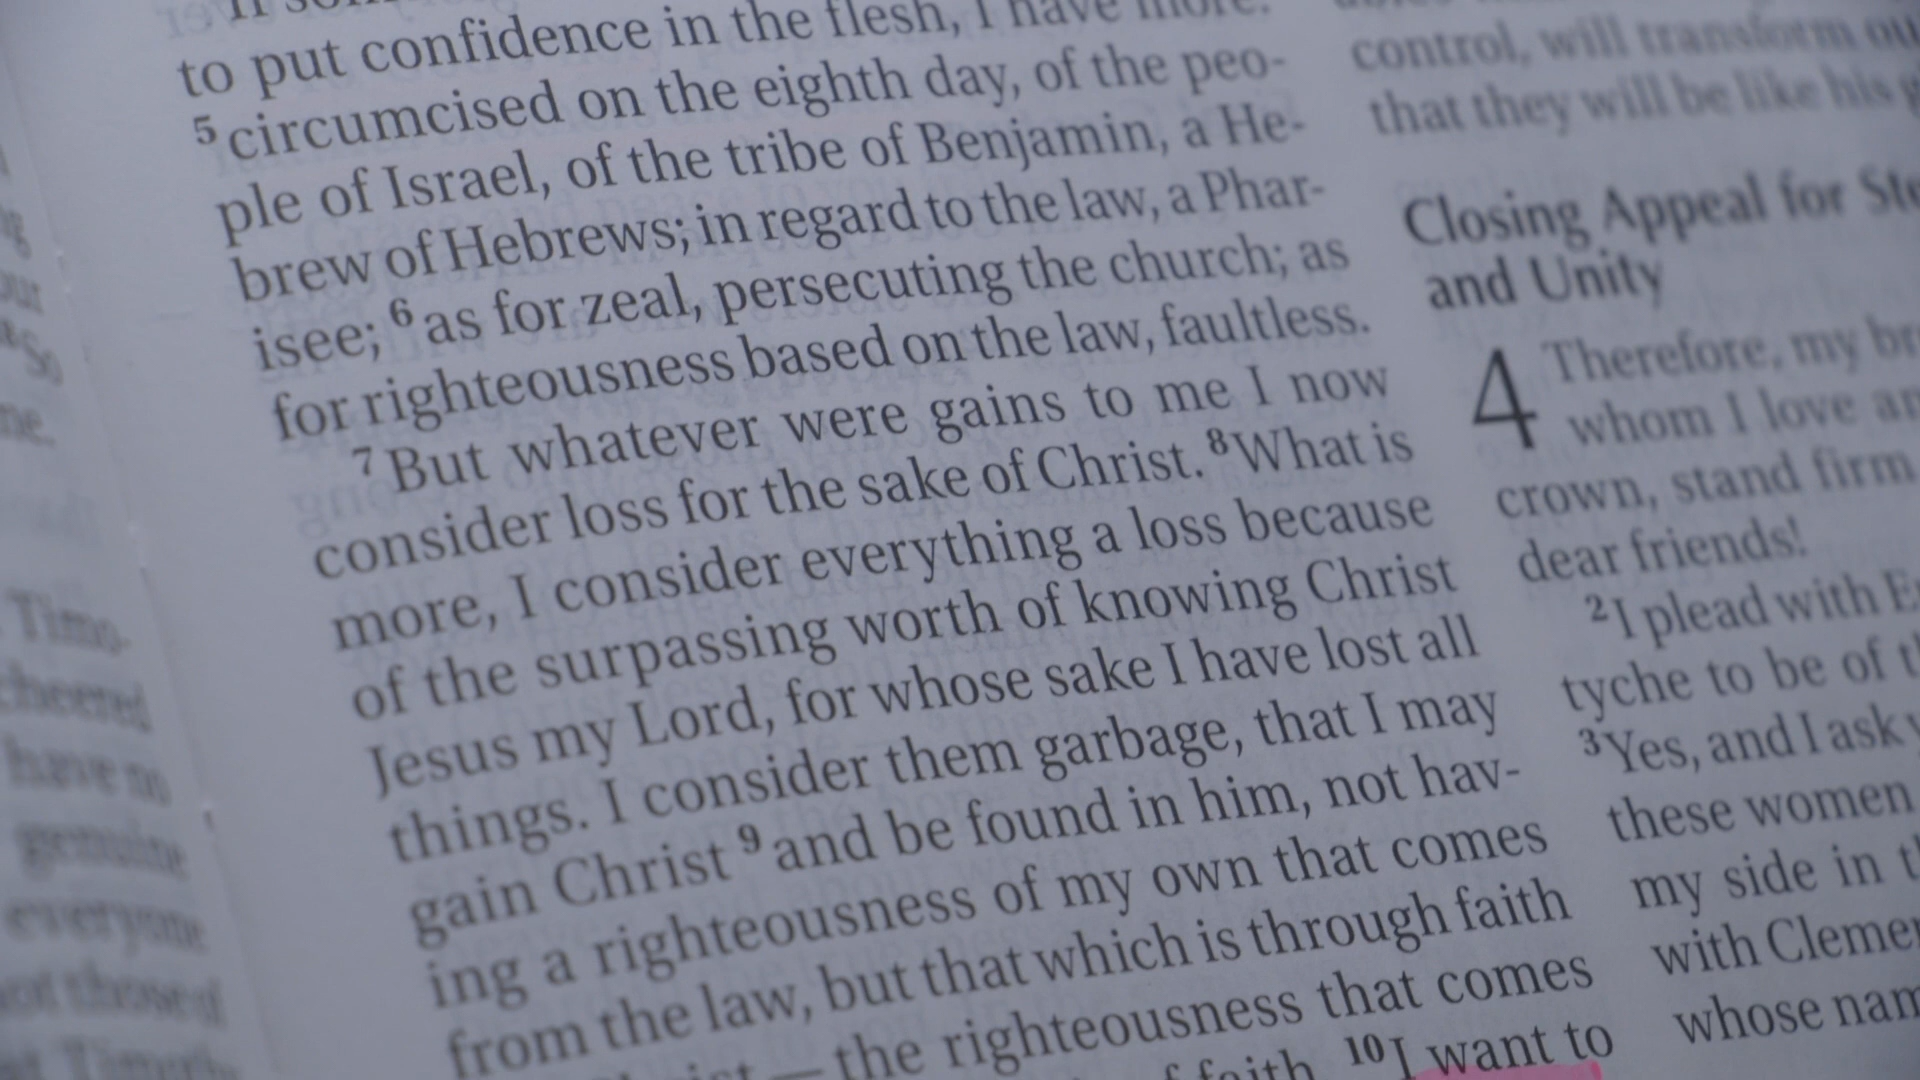 to put confidence in the flesh, I have more:
5 circumcised on the eighth day, of the peo-
ple of Israel, of the tribe of Benjamin, a He-
brew of Hebrews; in regard to the law, a Phar-
isee; 6 as for zeal, persecuting the church; as
for righteousness based on the law, faultless.
7 But whatever were gains to me I now
consider loss for the sake of Christ. 8 What is
more, I consider everything a loss because
of the surpassing worth of knowing Christ
Jesus my Lord, for whose sake I have lost all
things. I consider them garbage, that I may
gain Christ 9 and be found in him, not hav-
ing a righteousness of my own that comes
from the law, but that which is through faith
— the righteousness that comes
faith. 10 I want to
control, will transform
that they will be like his
Closing Appeal for
and Unity
4 Therefore, my
whom I love
crown, stand firm
dear friends!
2 I plead with
tyche to be of
3 Yes, and I ask
these women
my side in
with
whose
Timo-
cheered
genuine
everyone